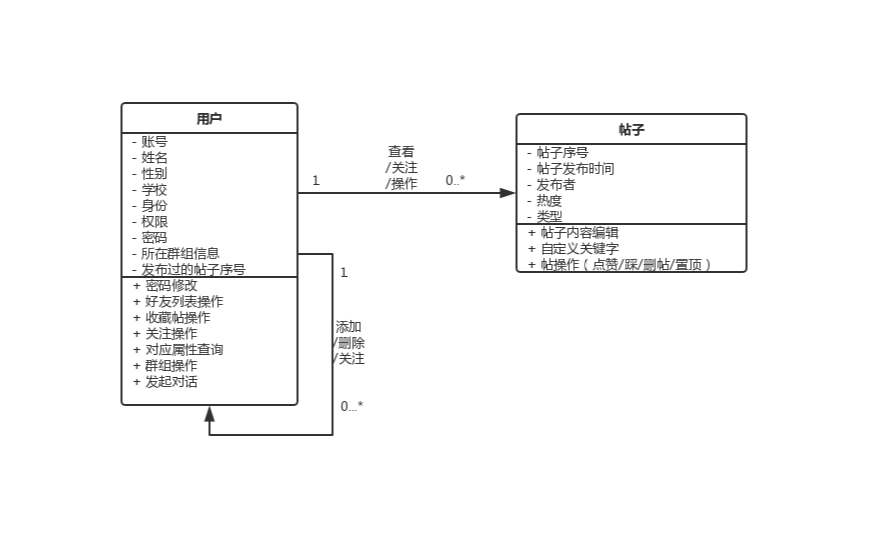 用户
- 账号
- 姓名
- 性别
- 学校
- 身份
- 权限
- 密码
- 所在群组信息
- 发布过的帖子序号
+ 密码修改
+ 好友列表操作
+ 收藏帖操作
+ 关注操作
+ 对应属性查询
+ 群组操作
+ 发起对话
1
查看
/关注
/操作
0..*
1
添加
/删除
/关注
0...*
帖子
- 帖子序号
- 帖子发布时间
- 发布者
- 热度
- 类型
+ 帖子内容编辑
+ 自定义关键字
+ 帖操作（点赞/踩/删帖/置顶）